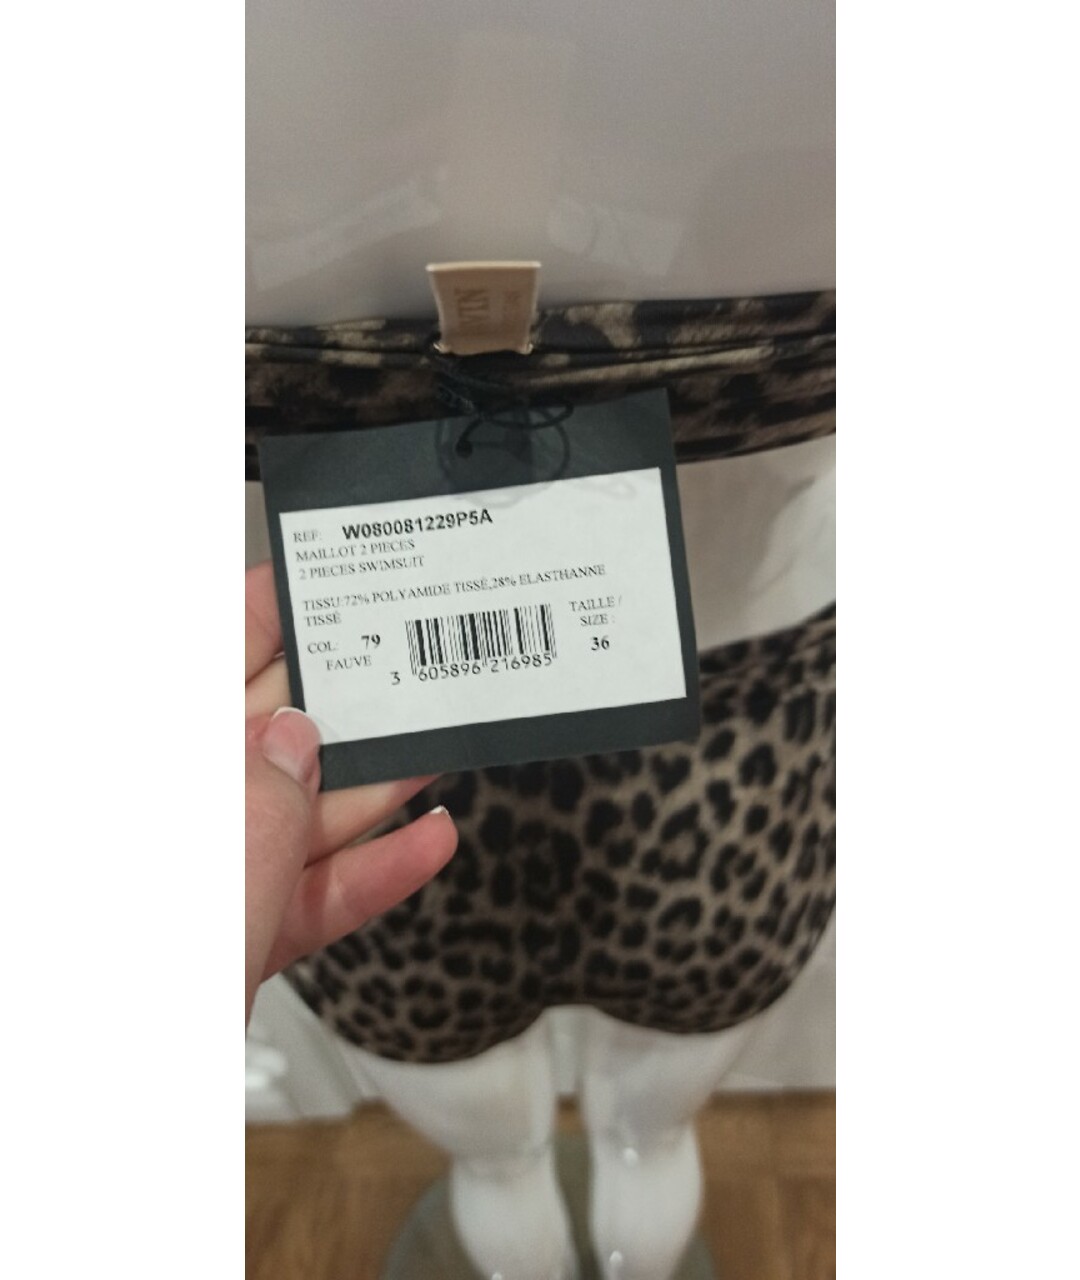 REF: W080081229P5A
MAILLOT 2 PIECES
2 PIECES SWIMSUIT
TISSU:72% POLYAMIDE TISSÉ,28% ELASTHANNE
TISSÉ
COL: 79
FAUVE
3 605896 216985
TAILLE /
SIZE :
36